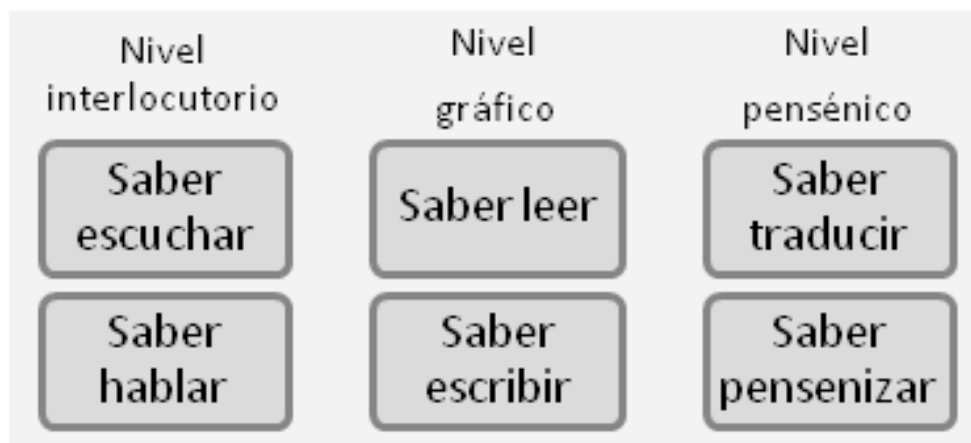 Nivel
interlocutorio
Saber
escuchar
Saber
hablar
Nivel
gráfico
Saber leer
Saber
escribir
Nivel
pensénico
Saber
traducir
Saber
pensenizar